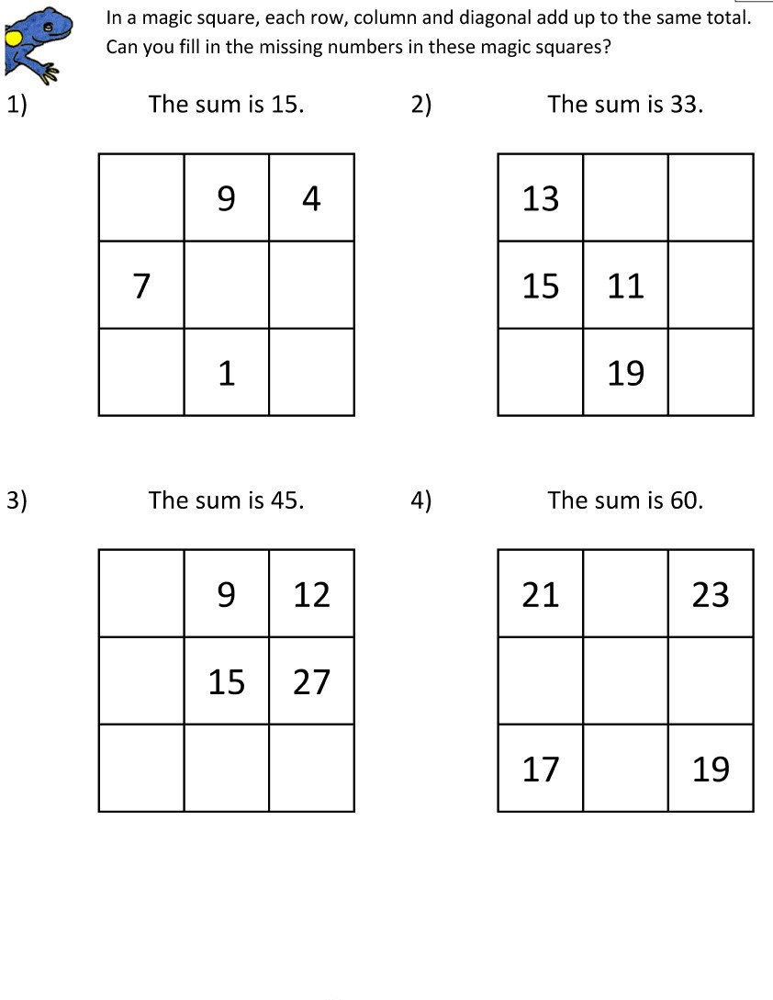 In a magic square, each row, column and diagonal add up to the same total.
Can you fill in the missing numbers in these magic squares?
1) The sum is 15.
9 4
7
1
2) The sum is 33.
13
15 11
19
3) The sum is 45.
9 12
15 27
4) The sum is 60.
21 23
17 19